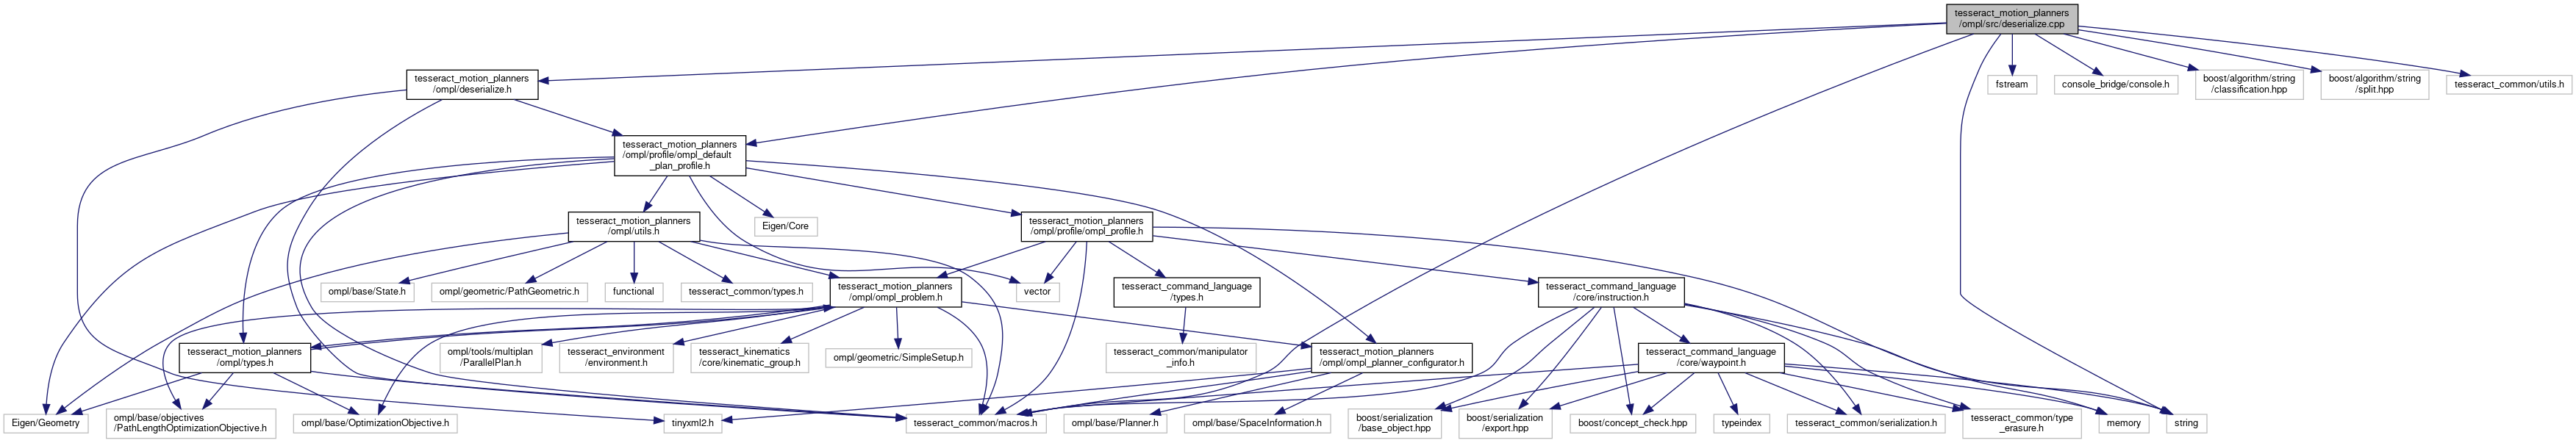 tesseract_motion_planners
/ompl/src/deserialize.cpp
tesseract_motion_planners
/ompl/deserialize.h
fstream
console_bridge/console.h
boost/algorithm/string
/classification.hpp
boost/algorithm/string
/split.hpp
tesseract_common/utils.h
tesseract_motion_planners
/ompl/profile/ompl_default
_plan_profile.h
tesseract_motion_planners
/ompl/utils.h
Eigen/Core
tesseract_motion_planners
/ompl/profile/ompl_profile.h
ompl/base/State.h
ompl/geometric/PathGeometric.h
functional
tesseract_common/types.h
tesseract_motion_planners
/ompl/ompl_problem.h
vector
tesseract_command_language
/types.h
tesseract_command_language
/core/instruction.h
tesseract_motion_planners
/ompl/types.h
ompl/tools/multiplan
/ParallelPlan.h
tesseract_environment
/environment.h
tesseract_kinematics
/core/kinematic_group.h
ompl/geometric/SimpleSetup.h
tesseract_common/manipulator
_info.h
tesseract_motion_planners
/ompl/ompl_planner_configurator.h
tesseract_command_language
/core/waypoint.h
Eigen/Geometry
ompl/base/objectives
/PathLengthOptimizationObjective.h
ompl/base/OptimizationObjective.h
tinyxml2.h
tesseract_common/macros.h
ompl/base/Planner.h
ompl/base/SpaceInformation.h
boost/serialization
/base_object.hpp
boost/serialization
/export.hpp
boost/concept_check.hpp
typeindex
tesseract_common/serialization.h
tesseract_common/type
_erasure.h
memory
string